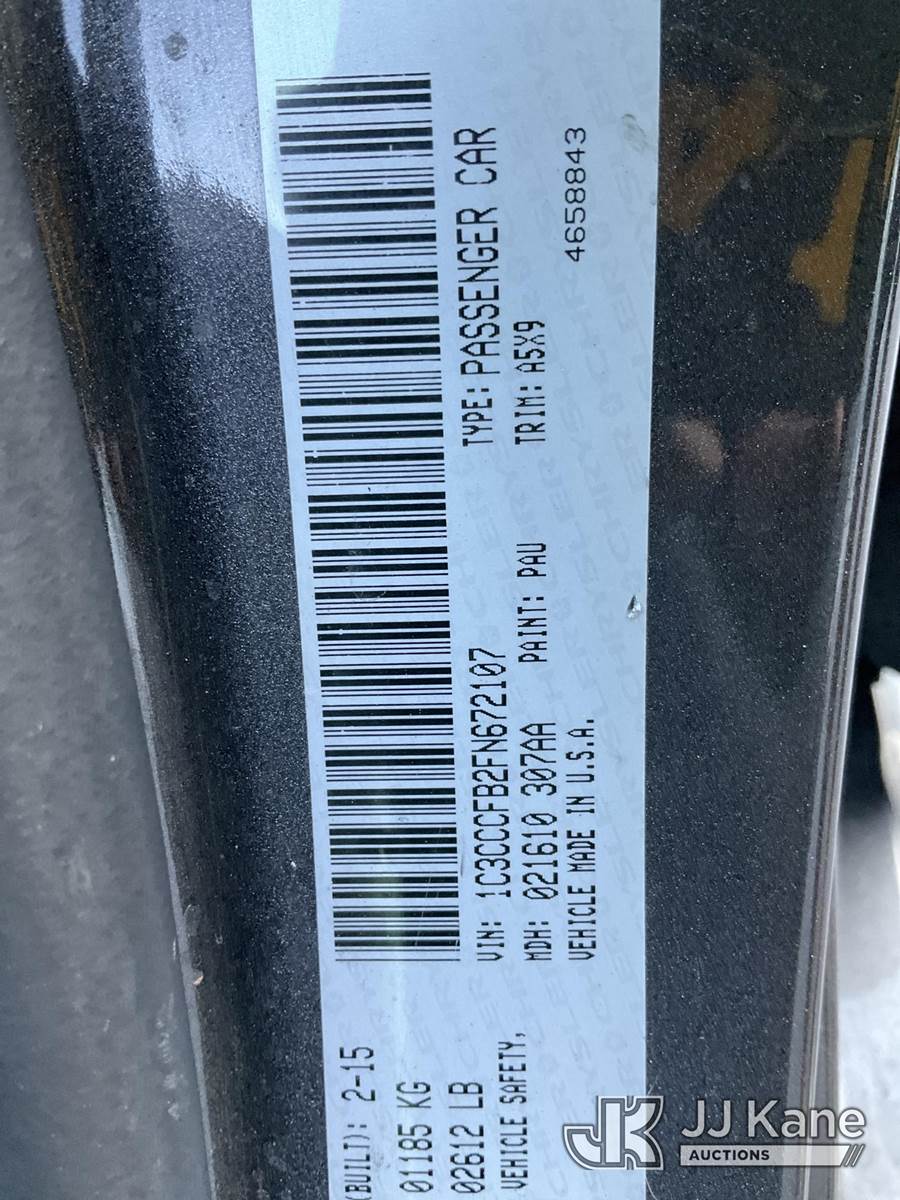 (BUILT): 2-15
01185 KG
02612 LB
VEHICLE SAFETY,
VIN: 1C3CCCFB2FN672107 TYPE: PASSENGER CAR
MDH: 021610 307AA PAINT: PAU TRIM: A5X9
VEHICLE MADE IN U.S.A. 4658843
JK JJ Kane
AUCTIONS